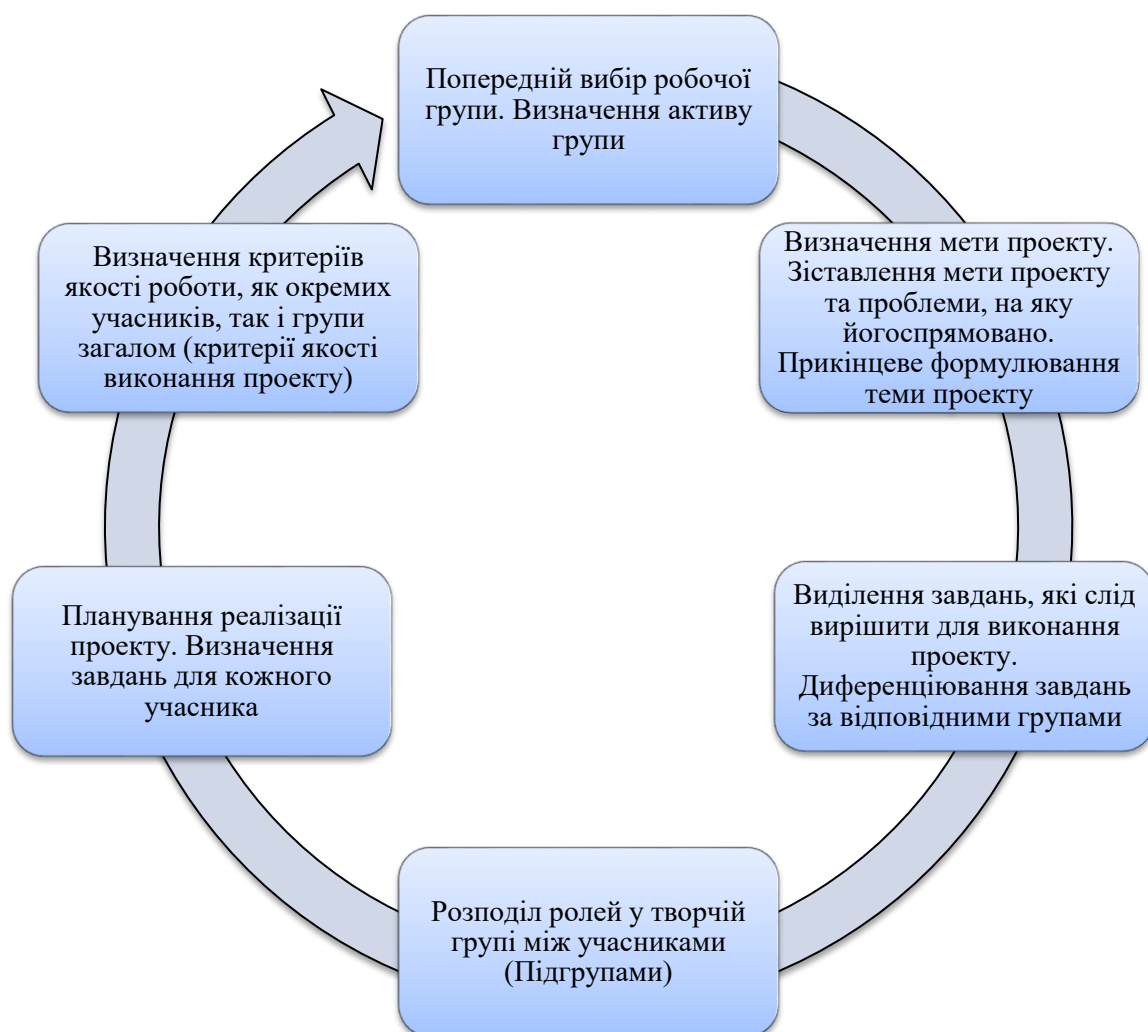 Попередній вибір робочої
групи. Визначення активу
групи
Визначення мети проекту.
Зіставлення мети проекту
та проблеми, на яку
йогоспрямовано.
Прикінцеве формулювання
теми проекту
Виділення завдань, які слід
вирішити для виконання
проекту.
Диференціювання завдань
за відповідними групами
Розподіл ролей у творчій
групі між учасниками
(Підгрупами)
Планування реалізації
проекту. Визначення
завдань для кожного
учасника
Визначення критеріїв
якості роботи, як окремих
учасників, так і групи
загалом (критерії якості
виконання проекту)